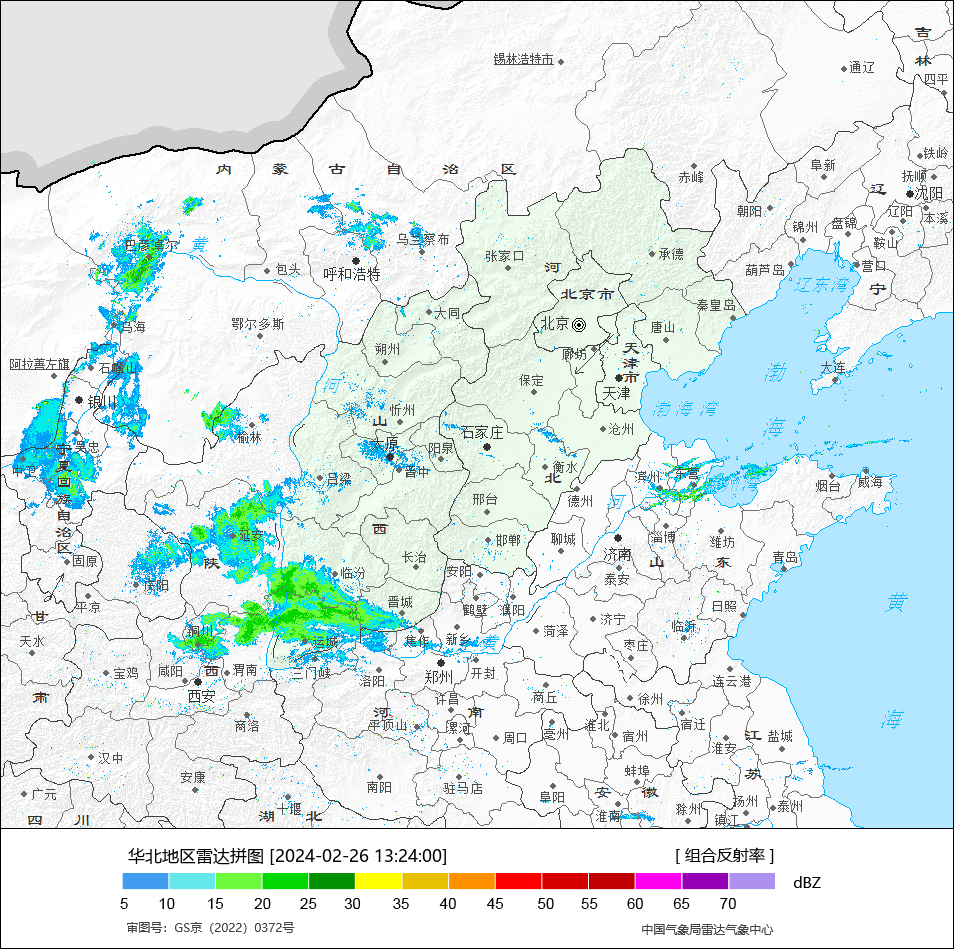 吉
林
锡林浩特市
通辽
四平
内 蒙 古 自 治 区
赤峰
阜新
铁岭
抚顺
辽
沈阳
朝阳
辽阳
本溪
锦州
盘锦
鞍山
巴彦淖尔
黄
乌兰察布
呼和浩特
包头
张家口
河
承德
葫芦岛
营口
辽东湾
宁
北京市
秦皇岛
乌海
鄂尔多斯
大同
北京
唐山
朔州
廊坊
天
津
市
阿拉善左旗
石嘴山
保定
天津
大连
渤
银川
河
忻州
山
渤海湾
海
榆林
吴忠
太原
阳泉
石家庄
沧州
中卫
宁
夏
回
族
自
治
区
晋中
衡水
北
滨州
东营
莱州湾
烟台
威海
吕梁
德州
河
邢台
西
延安
邯郸
聊城
济南
淄博
潍坊
青岛
固原
陕
长治
安阳
山 东
泰安
庆阳
临汾
甘
平凉
晋城
鹤壁
濮阳
日照
黄
铜川
济宁
临沂
天水
运城
焦作
新乡
黄
菏泽
枣庄
宝鸡
咸阳
西
渭南
三门峡
洛阳
郑州
开封
连云港
肃
西安
许昌
商丘
徐州
河 南
宿迁
海
商洛
平顶山
漯河
周口
亳州
淮北
宿州
江
淮安
盐城
汉中
安康
南阳
驻马店
蚌埠
苏
广元
十堰
阜阳
安 徽
滁州
扬州
泰州
四 川
湖 北
淮南
镇江
华北地区雷达拼图 [2024-02-26 13:24:00]
[ 组合反射率 ]
dBZ
5 10 15 20 25 30 35 40 45 50 55 60 65 70
审图号：GS京（2022）0372号
中国气象局雷达气象中心